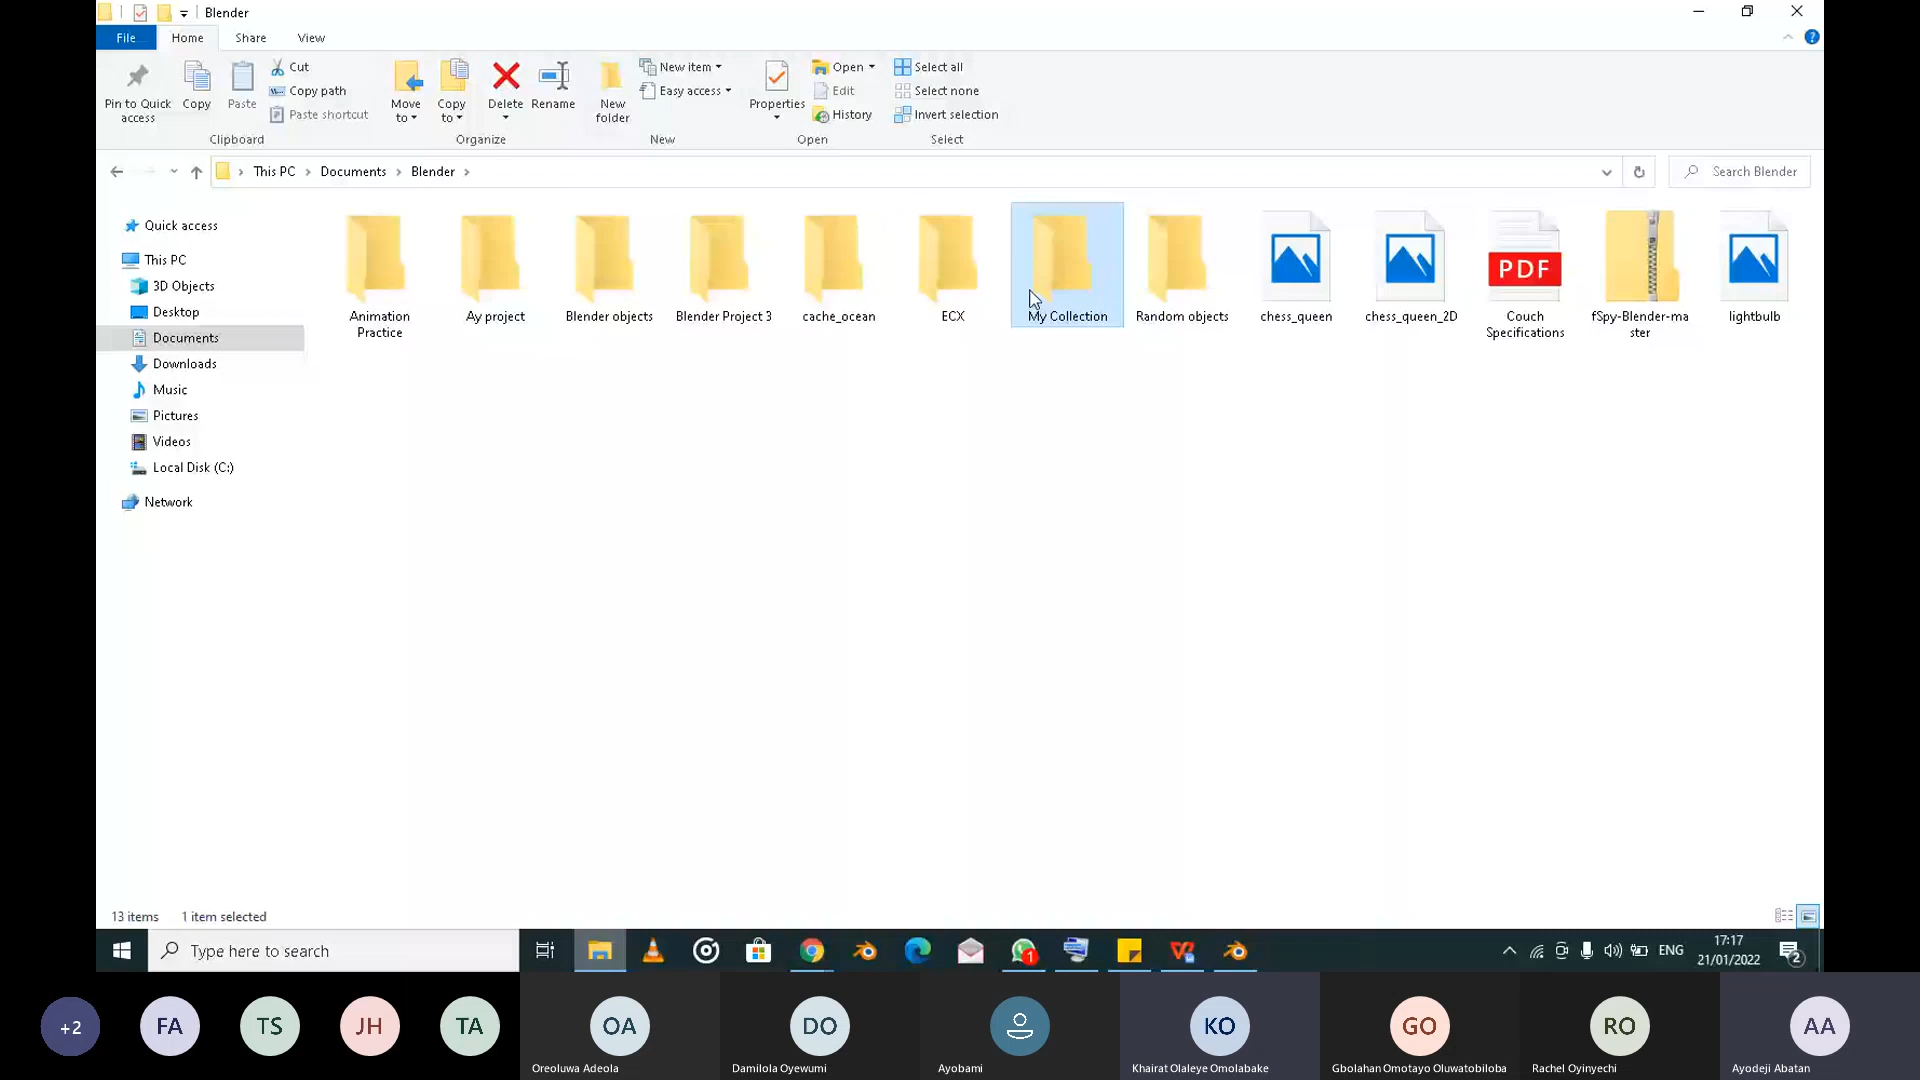 Blender
File Home Share View
Pin to Quick access
Copy
Paste
Cut
Copy path
Paste shortcut
Clipboard
Move to
Copy to
Delete
Rename
Organize
New folder
New item
Easy access
New
Properties
Open
Edit
History
Open
Select all
Select none
Invert selection
Select
This PC > Documents > Blender >
Search Blender
Quick access
This PC
3D Objects
Desktop
Documents
Downloads
Music
Pictures
Videos
Local Disk (C:)
Network
Animation
Practice
Ay project
Blender objects
Blender Project 3
cache_ocean
ECX
My Collection
Random objects
chess_queen
chess_queen_2D
PDF
Couch
Specifications
fSpy-Blender-ma
ster
lightbulb
13 items 1 item selected
Type here to search
1
ENG
17:17
21/01/2022
2
+2 FA TS JH TA OA DO KO GO RO AA
Oreoluwa Adeola Damilola Oyewumi Ayobami Khairat Olaleye Omolabake Gbolahan Omotayo Oluwatobiloba Rachel Oyinyechi Ayodeji Abatan